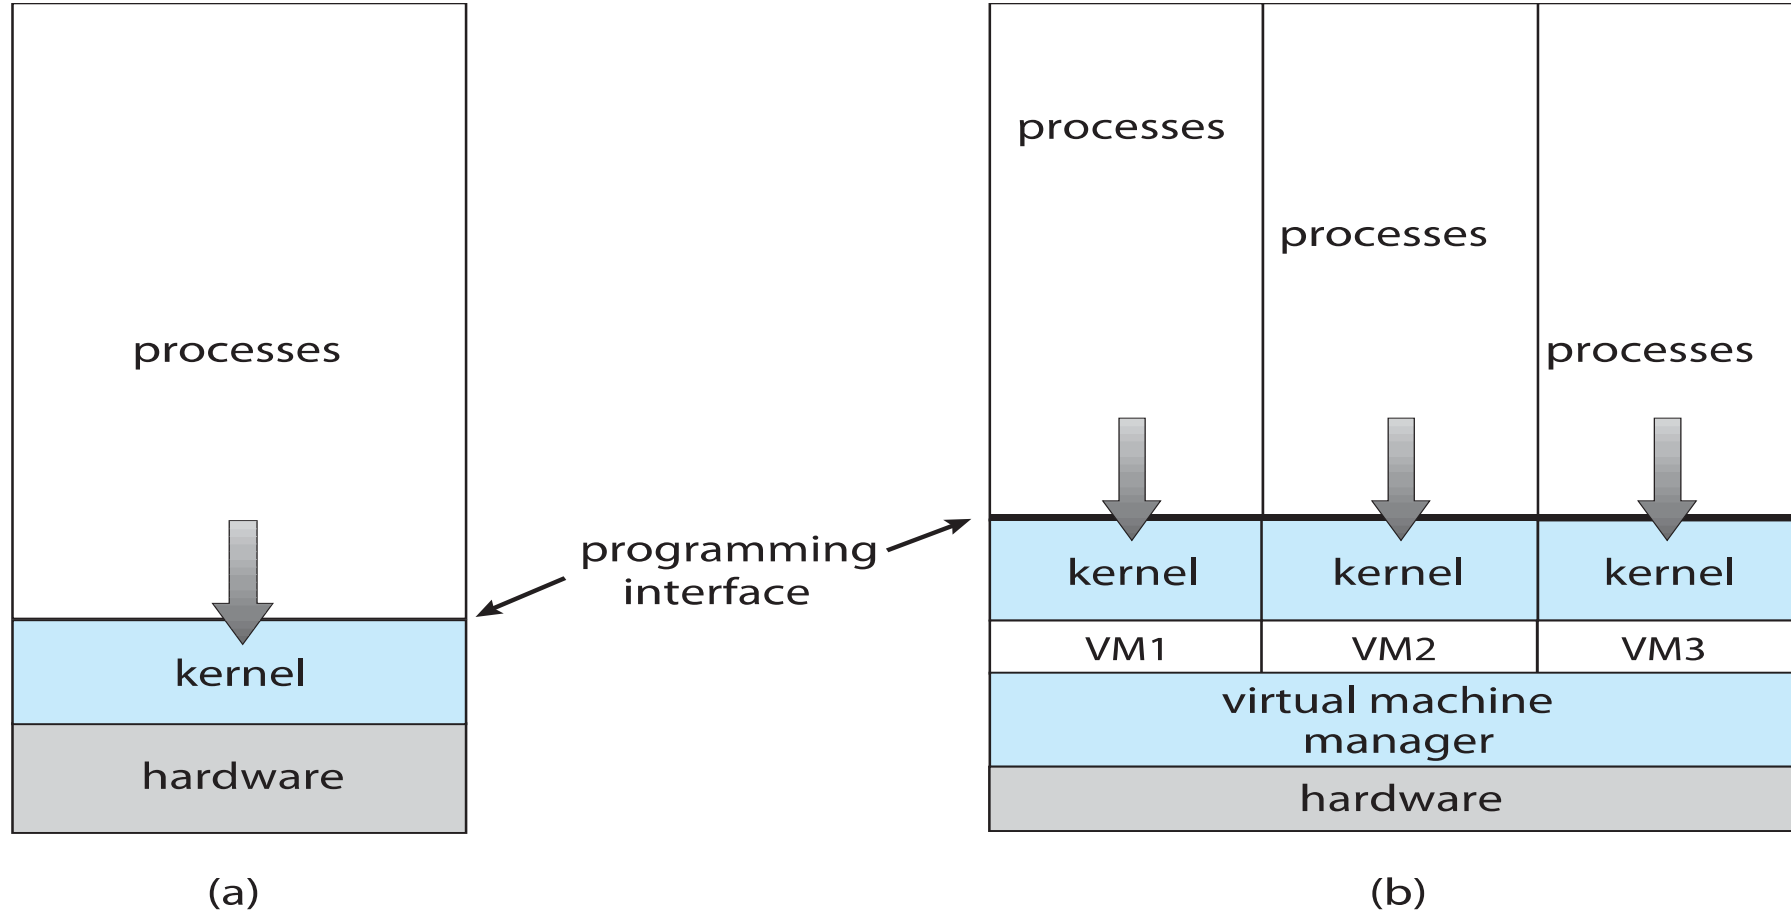 processes
kernel
hardware
(a)
programming
interface
processes
processes
processes
kernel
kernel
kernel
VM1
VM2
VM3
virtual machine
manager
hardware
(b)